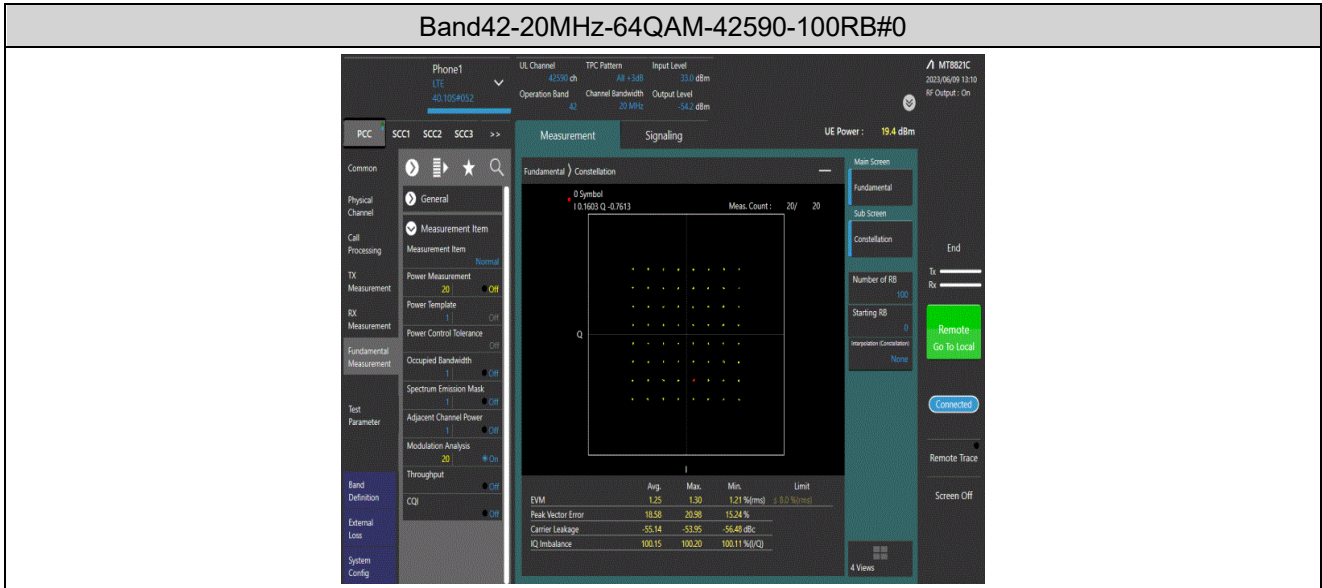 Band42-20MHz-64QAM-42590-100RB#0
Phone1
LTE
40.10S#052
UL Channel TPC Pattern Input Level
42590 ch All +3dB 33.0 dBm
Operation Band Channel Bandwidth Output Level
42 20 MHz -54.2 dBm
MT8821C
2023/06/09 13:10
RF Output : On
PCC SCC1 SCC2 SCC3 >>
Measurement Signaling
UE Power : 19.4 dBm
Common
Physical
Channel
Call
Processing
TX
Measurement
RX
Measurement
Fundamental
Measurement
Test
Parameter
Band
Definition
External
Loss
System
Config
General
Measurement Item
Measurement Item
Normal
Power Measurement
20 Off
Power Template
1 Off
Power Control Tolerance
Off
Occupied Bandwidth
1 Off
Spectrum Emission Mask
1 Off
Adjacent Channel Power
1 Off
Modulation Analysis
20 On
Throughput
Off
CQI
Off
Fundamental 〉 Constellation
0 Symbol
I 0.1603 Q -0.7613
Meas. Count : 20/ 20
Q
I
Avg. Max. Min. Limit
EVM 1.25 1.30 1.21 %(rms) ≤ 8.0 %(rms)
Peak Vector Error 18.58 20.98 15.24 %
Carrier Leakage -55.14 -53.95 -56.48 dBc
IQ Imbalance 100.15 100.20 100.11 %(I/Q)
Main Screen
Fundamental
Sub Screen
Constellation
Number of RB
100
Starting RB
0
Interpolation (Constellation)
None
4 Views
End
Tx
Rx
Remote
Go To Local
Connected
Remote Trace
Screen Off